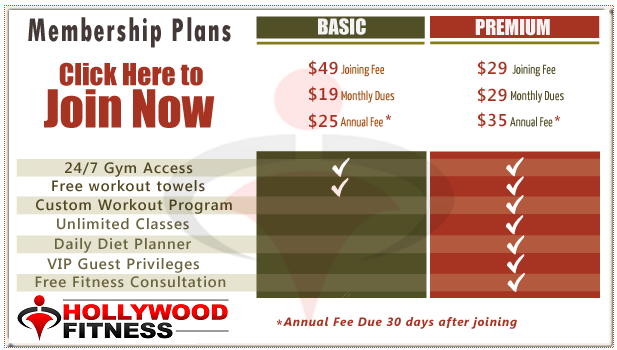 Membership Plans
BASIC
PREMIUM
Click Here to
Join Now
$49 Joining Fee
$19 Monthly Dues
$25 Annual Fee *
$29 Joining Fee
$29 Monthly Dues
$35 Annual Fee *
24/7 Gym Access
Free workout towels
Custom Workout Program
Unlimited Classes
Daily Diet Planner
VIP Guest Privileges
Free Fitness Consultation
HOLLYWOOD
FITNESS
*Annual Fee Due 30 days after joining